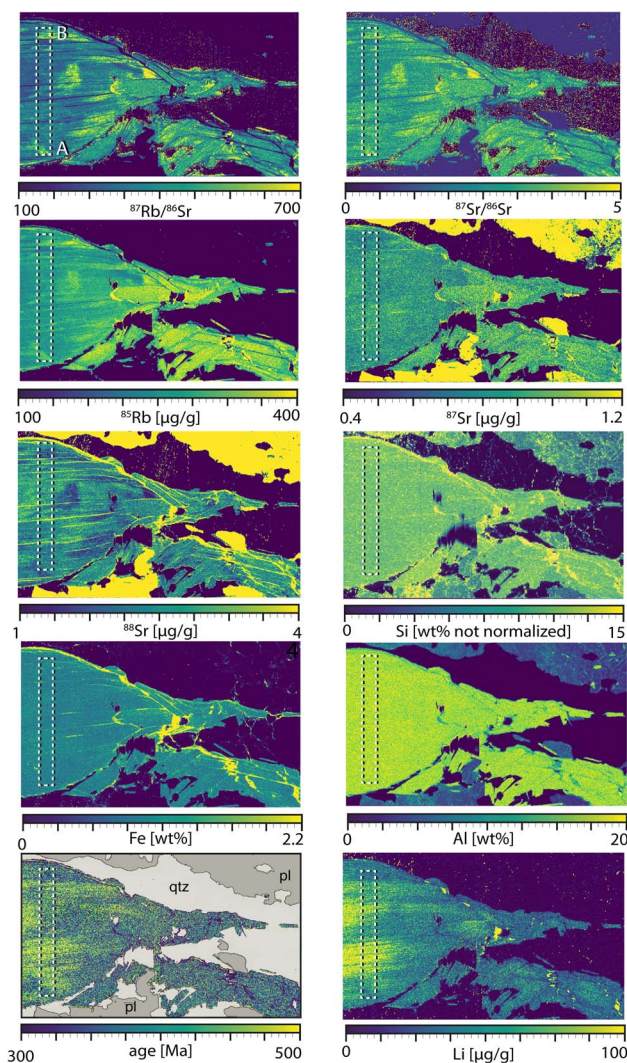 B
A
100 700
⁸⁷Rb/⁸⁶Sr
0 5
⁸⁷Sr/⁸⁶Sr
100 400
⁸⁵Rb [µg/g]
0.4 1.2
⁸⁷Sr [µg/g]
1 4
⁸⁸Sr [µg/g]
0 15
Si [wt% not normalized]
4
0 2.2
Fe [wt%]
0 20
Al [wt%]
pl
qtz
pl
300 500
age [Ma]
0 100
Li [µg/g]